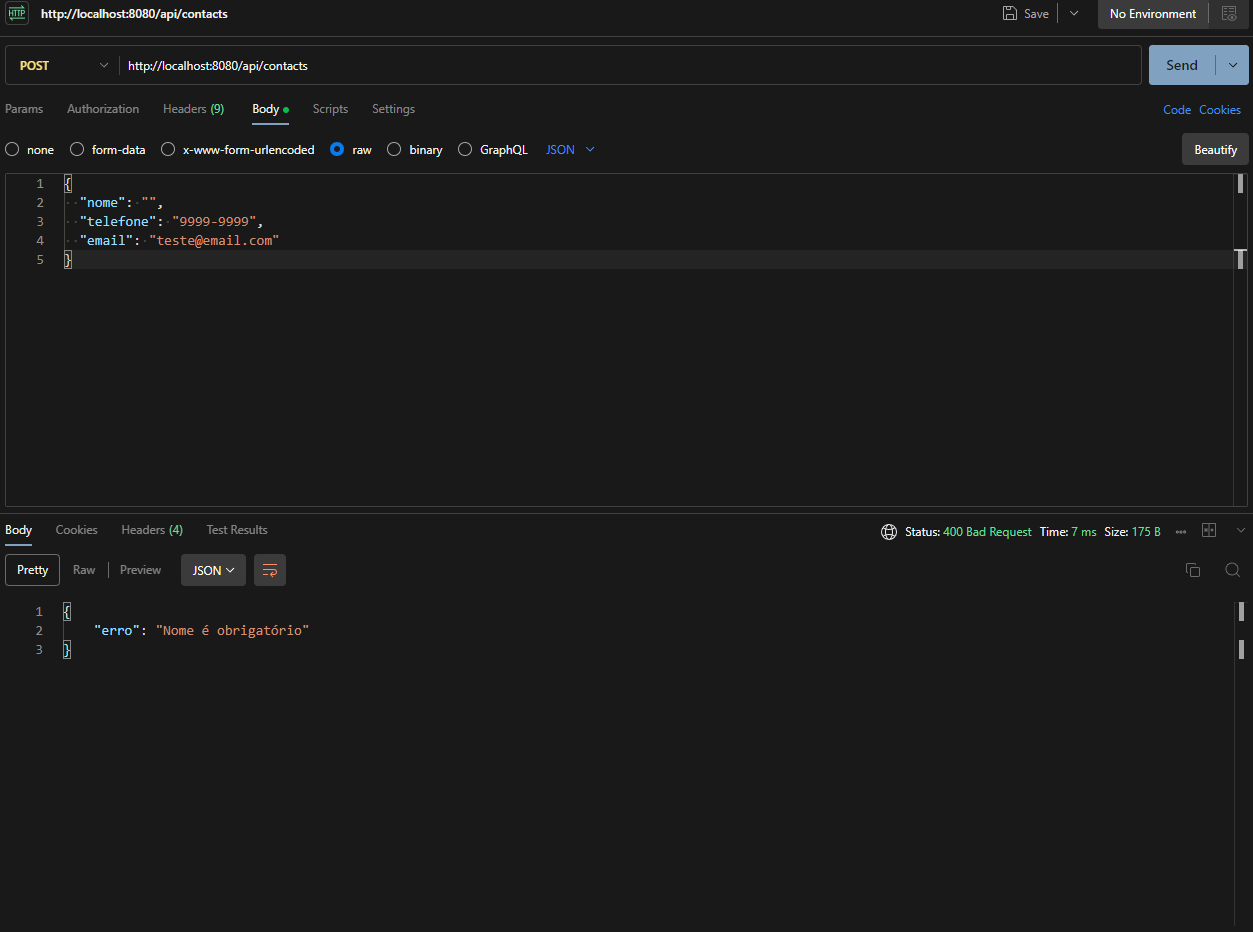 HTTP http://localhost:8080/api/contacts Save No Environment
POST http://localhost:8080/api/contacts Send
Params Authorization Headers (9) Body Scripts Settings Code Cookies
none form-data x-www-form-urlencoded raw binary GraphQL JSON Beautify
1 {
2 "nome": "",
3 "telefone": "9999-9999",
4 "email": "teste@email.com"
5 }
Body Cookies Headers (4) Test Results Status: 400 Bad Request Time: 7 ms Size: 175 B
Pretty Raw Preview JSON
1 {
2 "erro": "Nome é obrigatório"
3 }